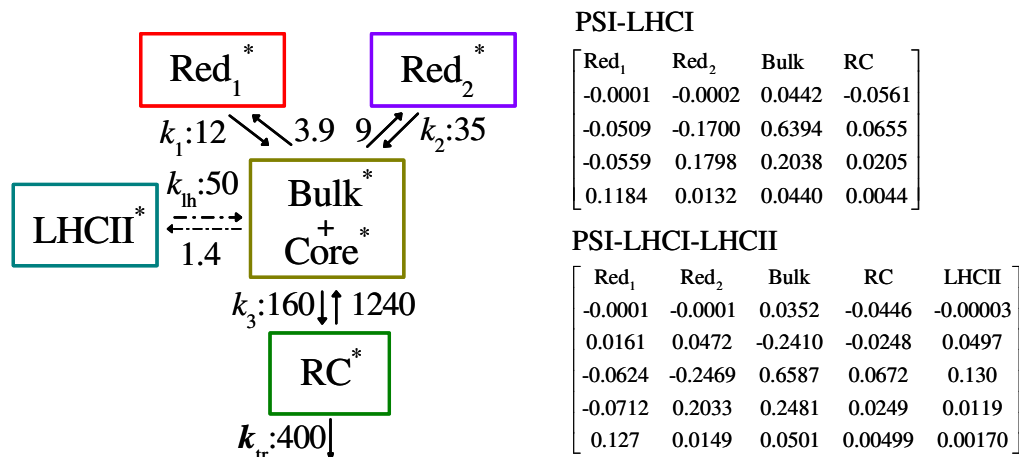 Red1*
Red2*
k1:12
3.9
9
k2:35
klh:50
LHCII*
1.4
Bulk*
+
Core*
k3:160
1240
RC*
ktr:400
PSI-LHCI
Red1 Red2 Bulk RC
-0.0001 -0.0002 0.0442 -0.0561
-0.0509 -0.1700 0.6394 0.0655
-0.0559 0.1798 0.2038 0.0205
0.1184 0.0132 0.0440 0.0044
PSI-LHCI-LHCII
Red1 Red2 Bulk RC LHCII
-0.0001 -0.0001 0.0352 -0.0446 -0.00003
0.0161 0.0472 -0.2410 -0.0248 0.0497
-0.0624 -0.2469 0.6587 0.0672 0.130
-0.0712 0.2033 0.2481 0.0249 0.0119
0.127 0.0149 0.0501 0.00499 0.00170